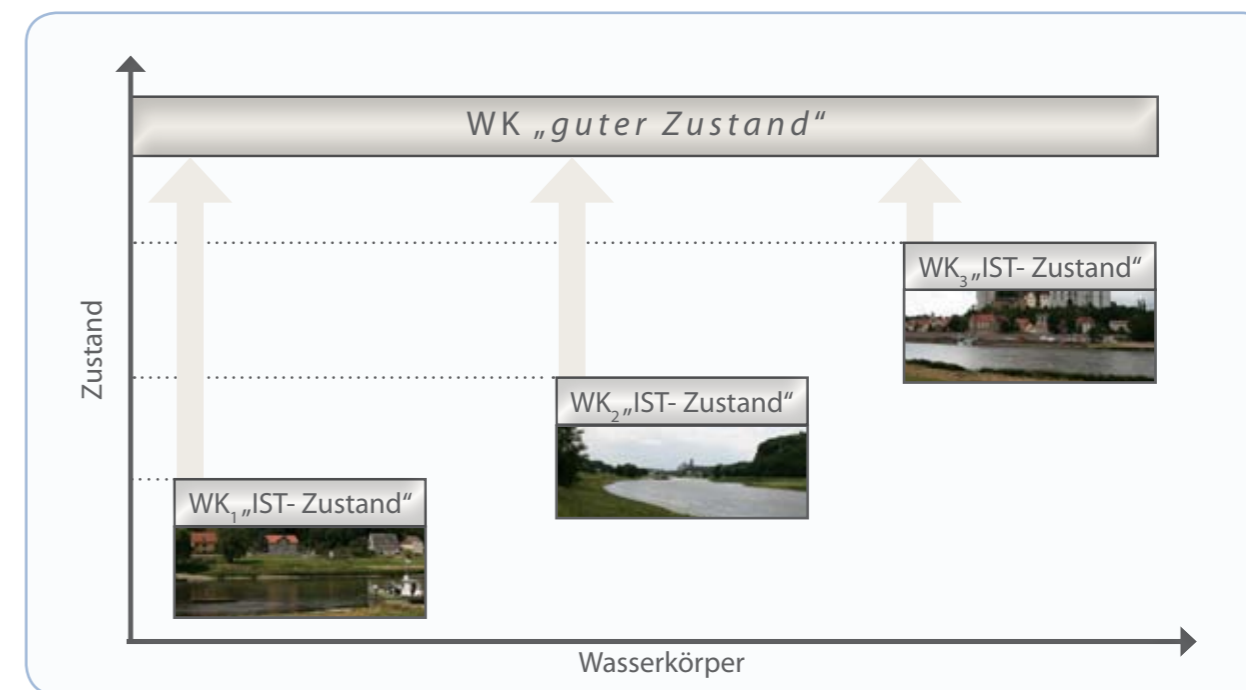 WK „guter Zustand“
WK₃„IST- Zustand“
WK₂„IST- Zustand“
WK₁„IST- Zustand“
Zustand
Wasserkörper